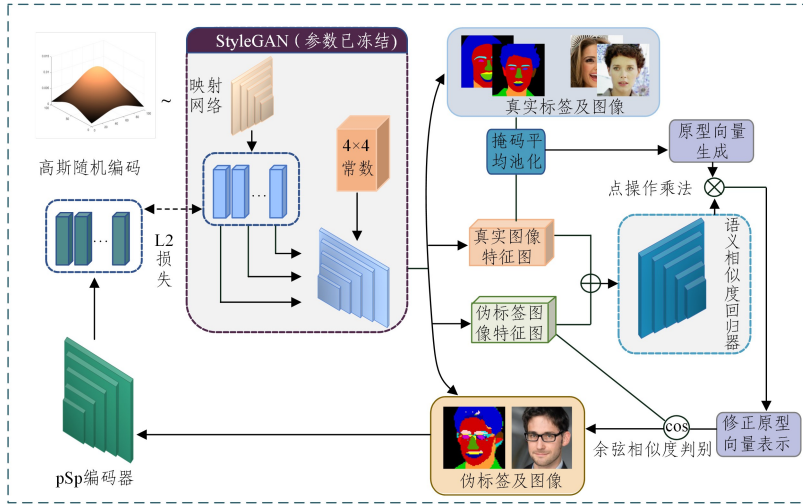 StyleGAN（参数已冻结）
映射
网络
4×4
常数
~
高斯随机编码
L2
损
失
真实标签及图像
掩码平
均池化
原型向量
生成
点操作乘法
真实图像
特征图
伪标签图
像特征图
语义相似度回归器
cos
修正原型
向量表示
余弦相似度判别
伪标签及图像
pSp编码器